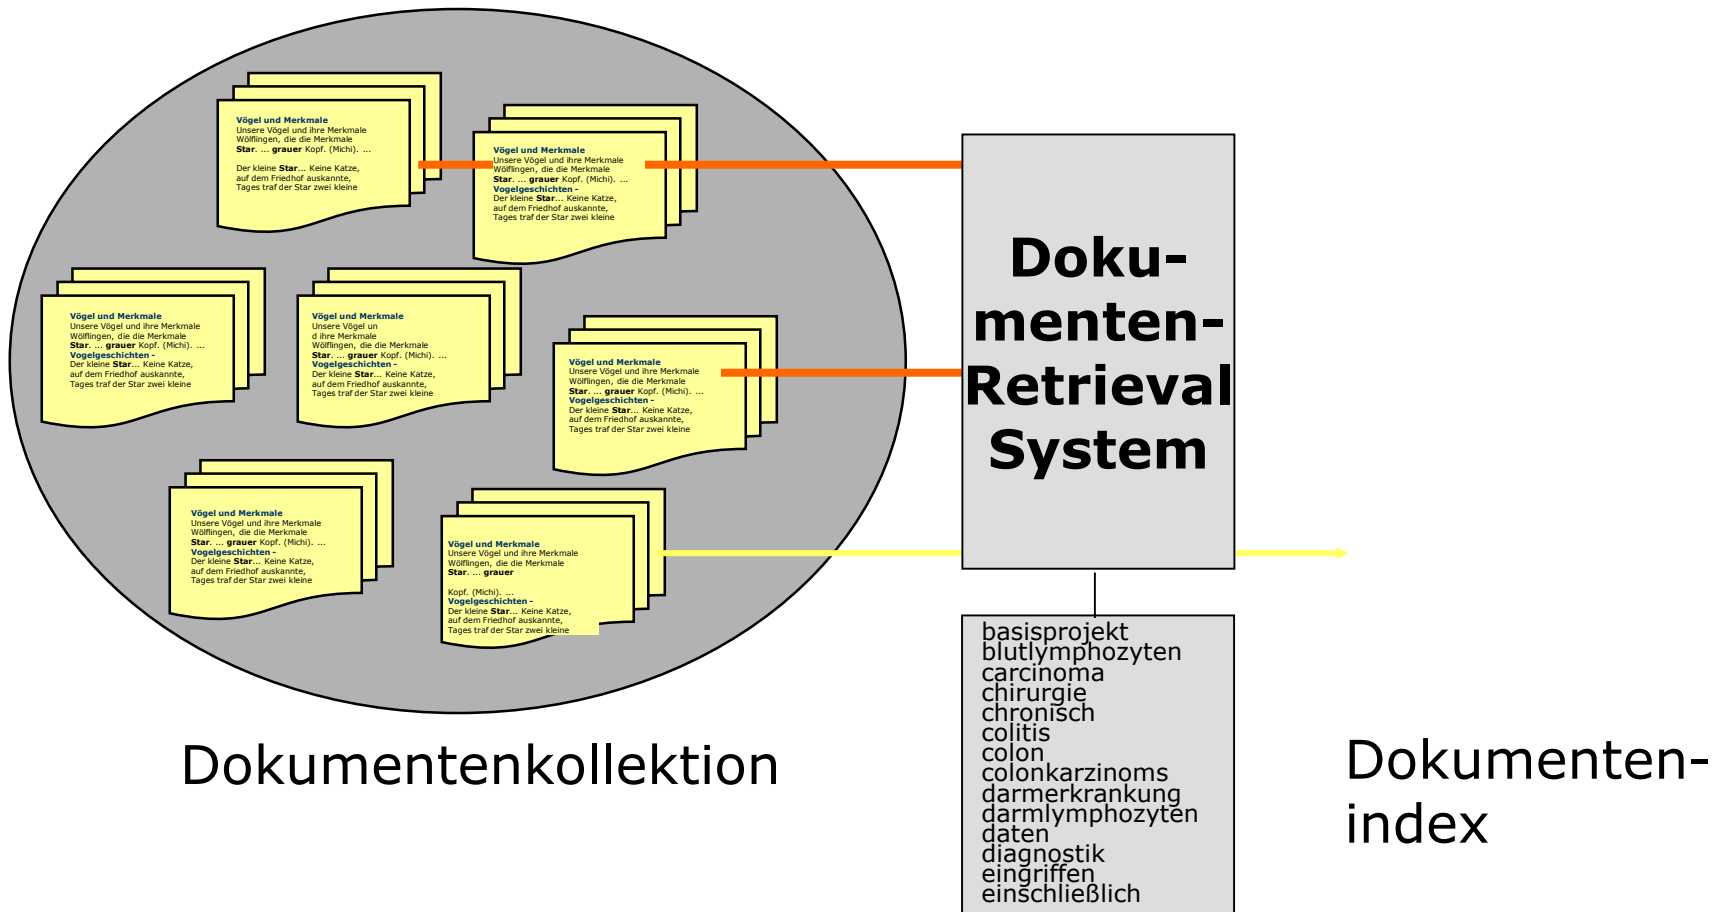 Vögel und Merkmale
Unsere Vögel und ihre Merkmale
Wölflingen, die die Merkmale
Star. ... grauer Kopf. (Michi). ...
Der kleine Star... Keine Katze,
auf dem Friedhof auskannte,
Tages traf der Star zwei kleine
Vögel und Merkmale
Unsere Vögel und ihre Merkmale
Wölflingen, die die Merkmale
Star. ... grauer Kopf. (Michi). ...
Vogelgeschichten –
Der kleine Star... Keine Katze,
auf dem Friedhof auskannte,
Tages traf der Star zwei kleine
Vögel und Merkmale
Unsere Vögel und ihre Merkmale
Wölflingen, die die Merkmale
Star. ... grauer Kopf. (Michi). ...
Vogelgeschichten –
Der kleine Star... Keine Katze,
auf dem Friedhof auskannte,
Tages traf der Star zwei kleine
Vögel und Merkmale
Unsere Vögel un
d ihre Merkmale
Wölflingen, die die Merkmale
Star. ... grauer Kopf. (Michi). ...
Vogelgeschichten –
Der kleine Star... Keine Katze,
auf dem Friedhof auskannte,
Tages traf der Star zwei kleine
Vögel und Merkmale
Unsere Vögel und ihre Merkmale
Wölflingen, die die Merkmale
Star. ... grauer Kopf. (Michi). ...
Vogelgeschichten –
Der kleine Star... Keine Katze,
auf dem Friedhof auskannte,
Tages traf der Star zwei kleine
Vögel und Merkmale
Unsere Vögel und ihre Merkmale
Wölflingen, die die Merkmale
Star. ... grauer Kopf. (Michi). ...
Vogelgeschichten –
Der kleine Star... Keine Katze,
auf dem Friedhof auskannte,
Tages traf der Star zwei kleine
Vögel und Merkmale
Unsere Vögel und ihre Merkmale
Wölflingen, die die Merkmale
Star. ... grauer
Kopf. (Michi). ...
Vogelgeschichten –
Der kleine Star... Keine Katze,
auf dem Friedhof auskannte,
Tages traf der Star zwei kleine
Dokumentenkollektion
Doku-
menten-
Retrieval
System
basisprojekt
blutlymphozyten
carcinoma
chirurgie
chronisch
colitis
colon
colonkarzinoms
darmerkrankung
darmlymphozyten
daten
diagnostik
eingriffen
einschließlich
Dokumenten-
index